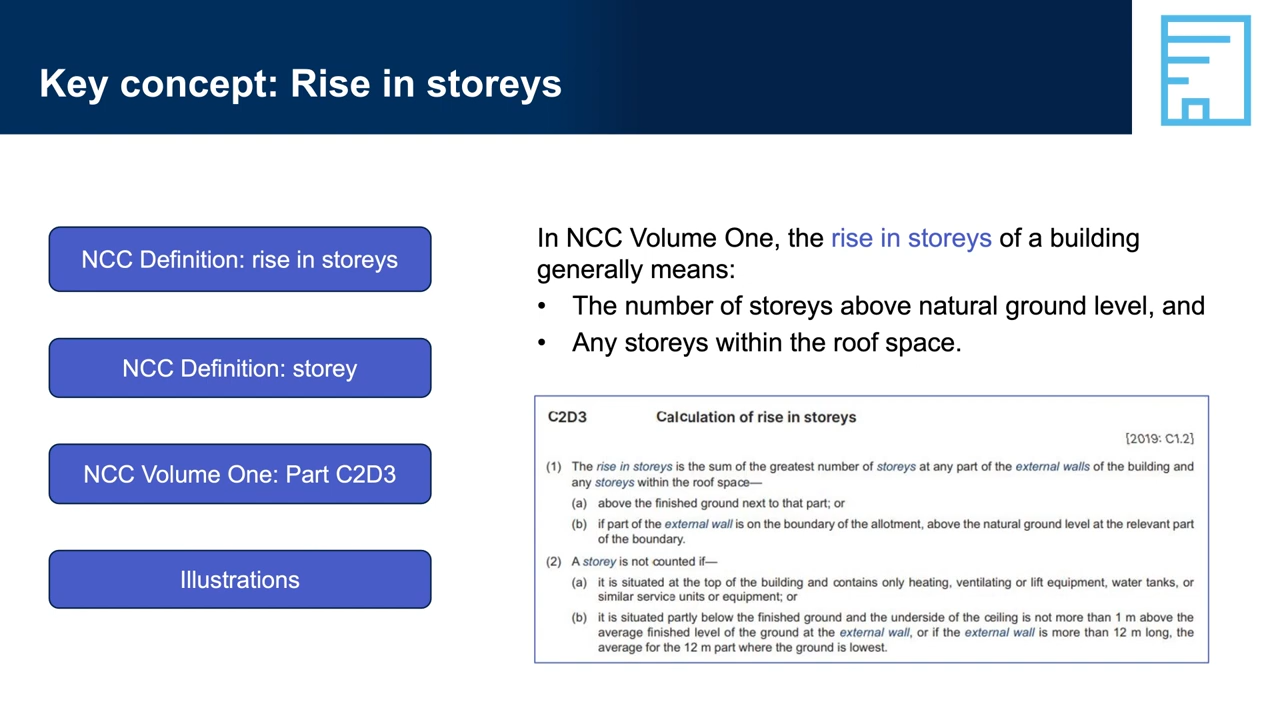 Key concept: Rise in storeys
NCC Definition: rise in storeys
NCC Definition: storey
NCC Volume One: Part C2D3
Illustrations
In NCC Volume One, the rise in storeys of a building
generally means:
• The number of storeys above natural ground level, and
• Any storeys within the roof space.
C2D3 Calculation of rise in storeys
[2019: C1.2]
(1) The rise in storeys is the sum of the greatest number of storeys at any part of the external walls of the building and
any storeys within the roof space—
(a) above the finished ground next to that part; or
(b) if part of the external wall is on the boundary of the allotment, above the natural ground level at the relevant part
of the boundary.
(2) A storey is not counted if—
(a) it is situated at the top of the building and contains only heating, ventilating or lift equipment, water tanks, or
similar service units or equipment; or
(b) it is situated partly below the finished ground and the underside of the ceiling is not more than 1 m above the
average finished level of the ground at the external wall, or if the external wall is more than 12 m long, the
average for the 12 m part where the ground is lowest.